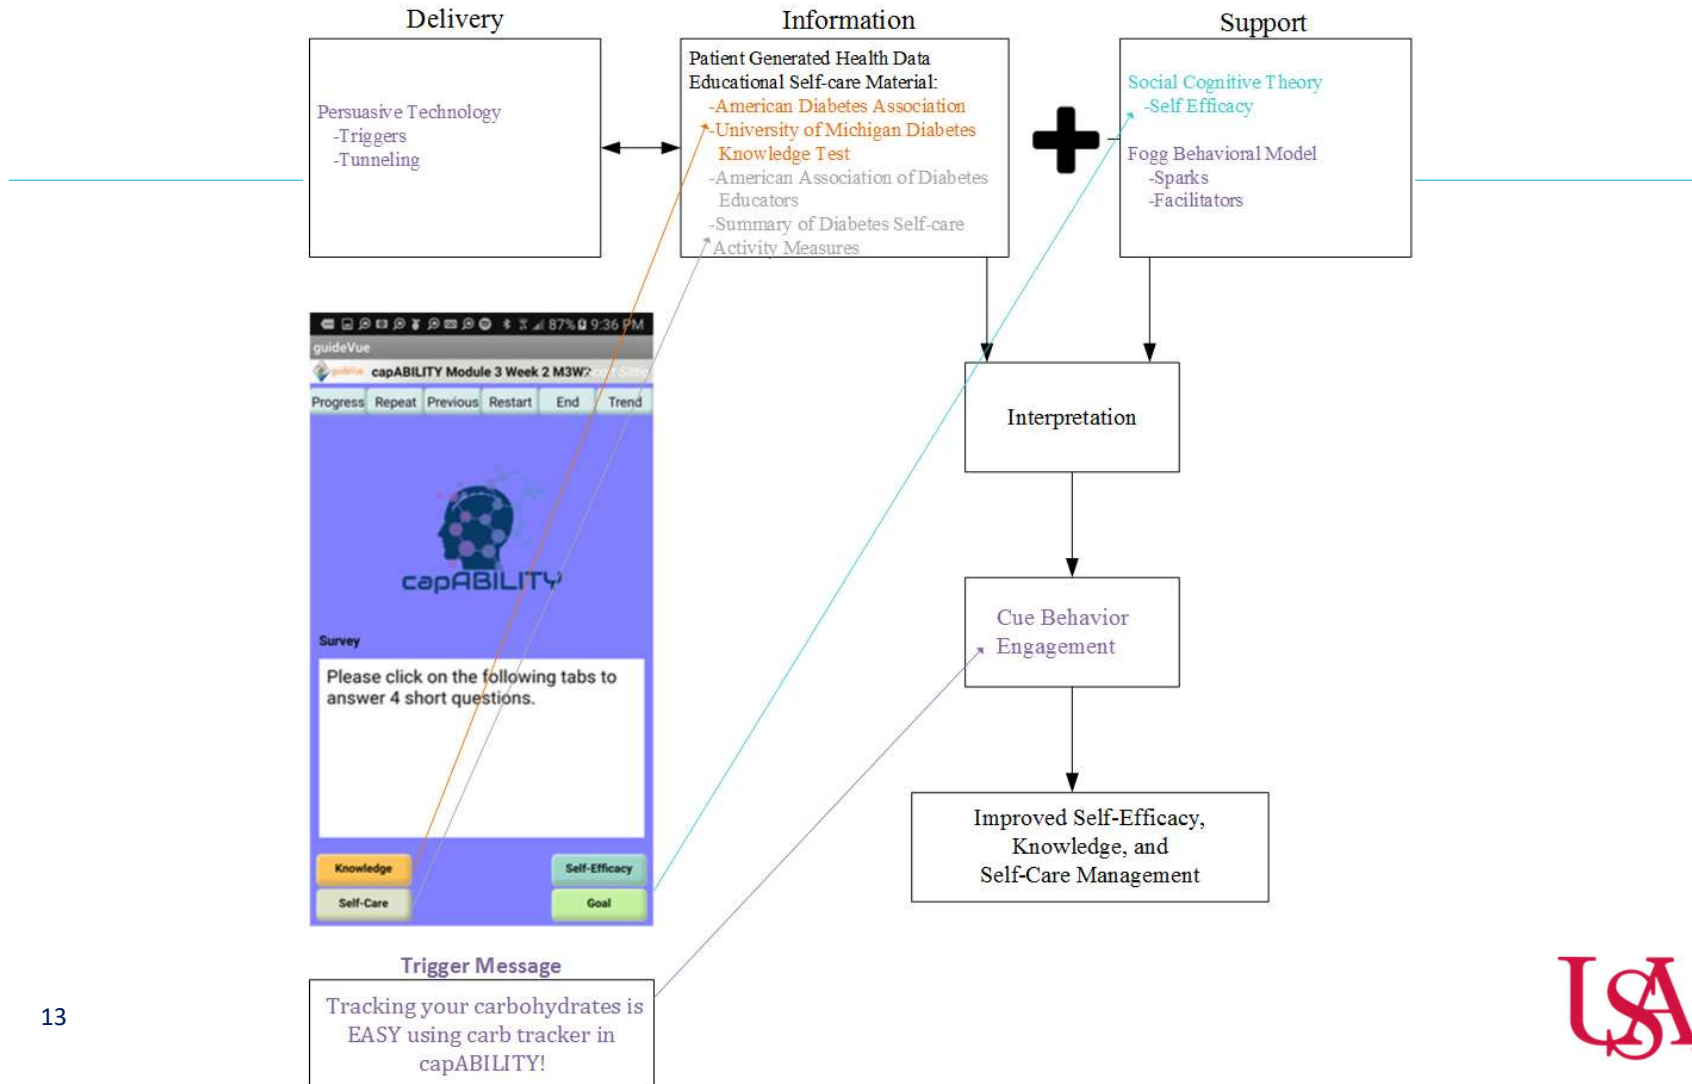 Delivery
Information
Support
Persuasive Technology
-Triggers
-Tunneling
Patient Generated Health Data
Educational Self-care Material:
-American Diabetes Association
-University of Michigan Diabetes
Knowledge Test
-American Association of Diabetes
Educators
-Summary of Diabetes Self-care
Activity Measures
Social Cognitive Theory
-Self Efficacy
Fogg Behavioral Model
-Sparks
-Facilitators
87% 9:36 PM
guideVue
guideVue capABILITY Module 3 Week 2 M3W2
Progress Repeat Previous Restart End Trend
capABILITY
Survey
Please click on the following tabs to
answer 4 short questions.
Knowledge
Self-Efficacy
Self-Care
Goal
Interpretation
Cue Behavior
Engagement
Improved Self-Efficacy,
Knowledge, and
Self-Care Management
Trigger Message
Tracking your carbohydrates is
EASY using carb tracker in
capABILITY!
13
USA